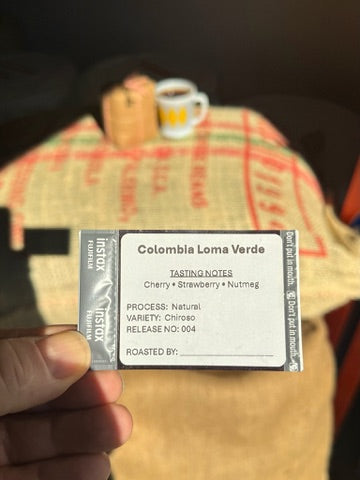 Colombia Loma Verde
TASTING NOTES
Cherry • Strawberry • Nutmeg
PROCESS: Natural
VARIETY: Chiroso
RELEASE NO: 004
ROASTED BY:
instax
FUJIFILM
instax
FUJIFILM
Don't put in mouth.
Don't put in mouth.